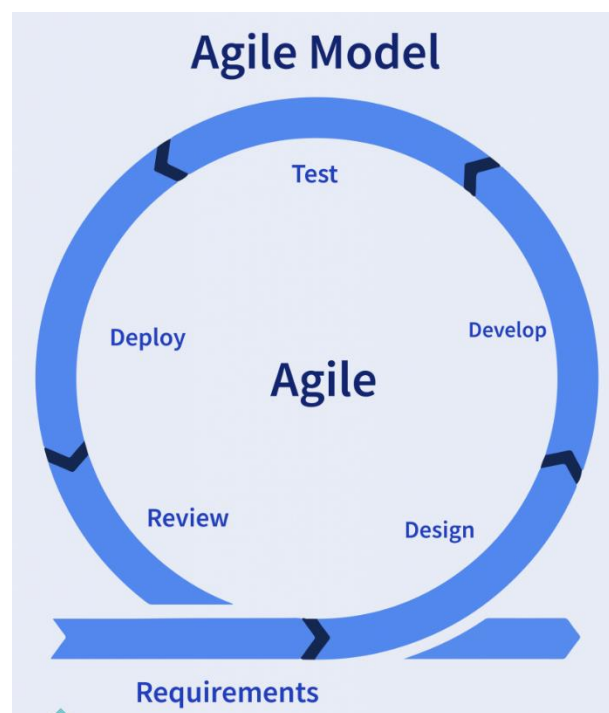 Agile Model
Test
Deploy
Develop
Agile
Review
Design
Requirements